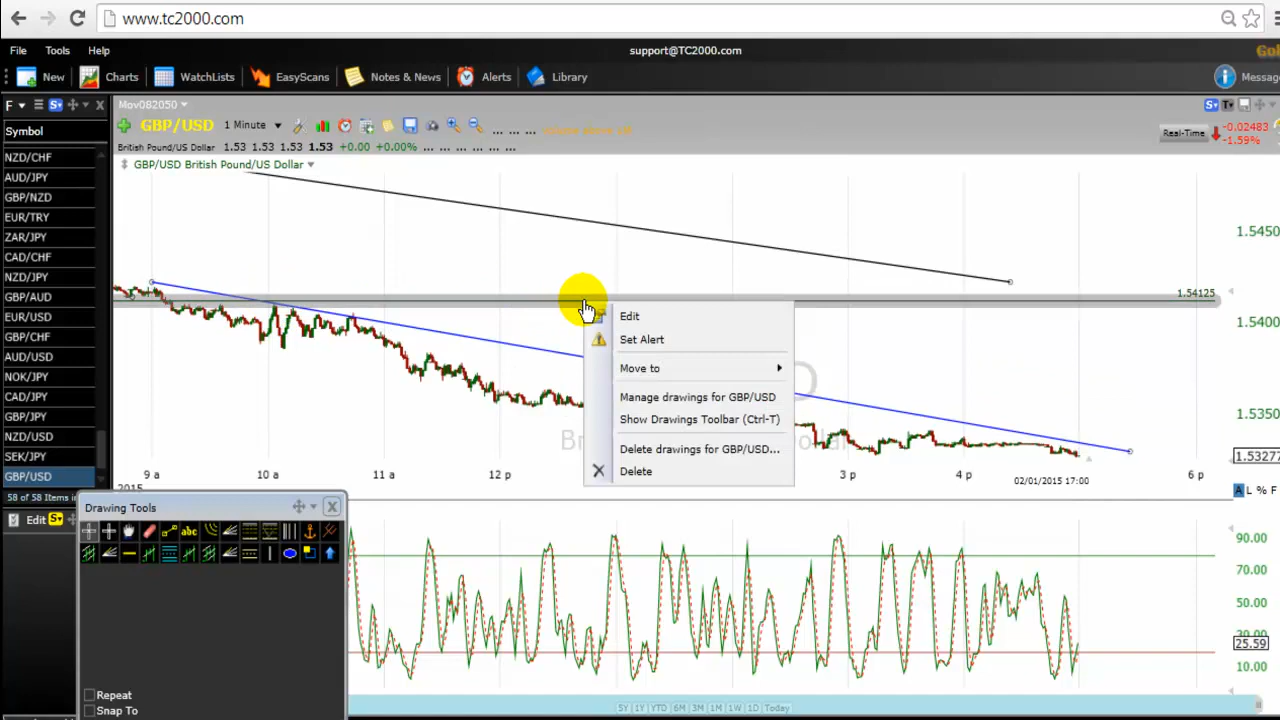 www.tc2000.com
File Tools Help support@TC2000.com
New Charts WatchLists EasyScans Notes & News Alerts Library Message
F S Mov082050 S T
Symbol GBP/USD 1 Minute ... ... ... Real-Time -0.02483
-1.59%
British Pound/US Dollar 1.53 1.53 1.53 1.53 +0.00 +0.00% ... ... ... ... ...
GBP/USD British Pound/US Dollar
NZD/CHF
AUD/JPY
GBP/NZD
EUR/TRY
ZAR/JPY
CAD/CHF
NZD/JPY
GBP/AUD
EUR/USD
GBP/CHF
AUD/USD
NOK/JPY
CAD/JPY
GBP/JPY
NZD/USD
SEK/JPY
GBP/USD
58 of 58 Items in
1.5450
1.54125
1.5400
1.5350
1.53277
Edit
Set Alert
Move to
Manage drawings for GBP/USD
Show Drawings Toolbar (Ctrl-T)
Delete drawings for GBP/USD...
Delete
9 a 10 a 11 a 12 p 3 p 4 p 02/01/2015 17:00 6 p
2015
A L % F
Edit S
Drawing Tools
abc
Repeat
Snap To
90.00
70.00
50.00
30.00
25.59
10.00
5Y 1Y YTD 6M 3M 1M 1W 1D Today